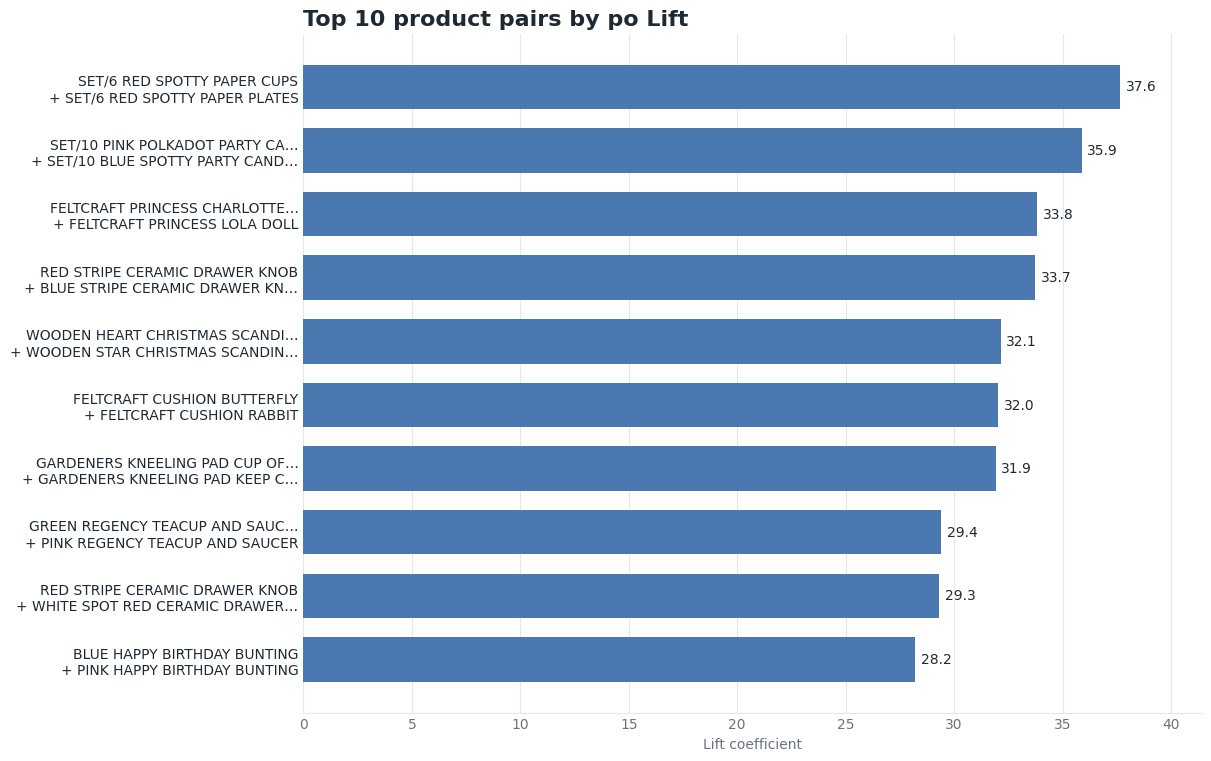 Top 10 product pairs by po Lift
SET/6 RED SPOTTY PAPER CUPS
+ SET/6 RED SPOTTY PAPER PLATES
37.6
SET/10 PINK POLKADOT PARTY CA…
+ SET/10 BLUE SPOTTY PARTY CAND…
35.9
FELTCRAFT PRINCESS CHARLOTTE…
+ FELTCRAFT PRINCESS LOLA DOLL
33.8
RED STRIPE CERAMIC DRAWER KNOB
+ BLUE STRIPE CERAMIC DRAWER KN…
33.7
WOODEN HEART CHRISTMAS SCANDI…
+ WOODEN STAR CHRISTMAS SCANDIN…
32.1
FELTCRAFT CUSHION BUTTERFLY
+ FELTCRAFT CUSHION RABBIT
32.0
GARDENERS KNEELING PAD CUP OF…
+ GARDENERS KNEELING PAD KEEP C…
31.9
GREEN REGENCY TEACUP AND SAUC…
+ PINK REGENCY TEACUP AND SAUCER
29.4
RED STRIPE CERAMIC DRAWER KNOB
+ WHITE SPOT RED CERAMIC DRAWER…
29.3
BLUE HAPPY BIRTHDAY BUNTING
+ PINK HAPPY BIRTHDAY BUNTING
28.2
0 5 10 15 20 25 30 35 40
Lift coefficient